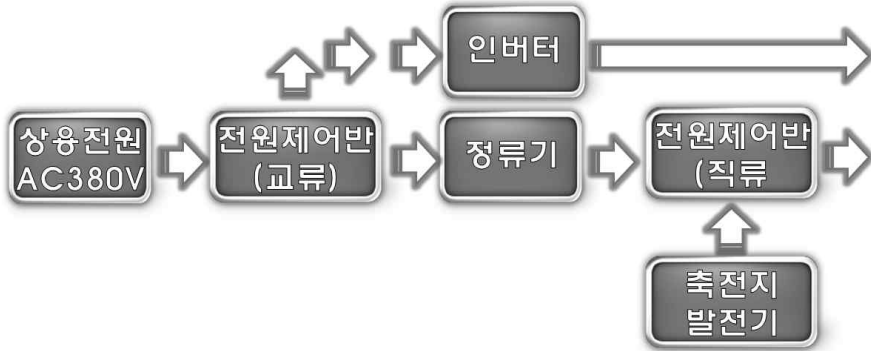 인버터
상용전원
AC380V
전원제어반
(교류)
정류기
전원제어반
(직류
축전지
발전기